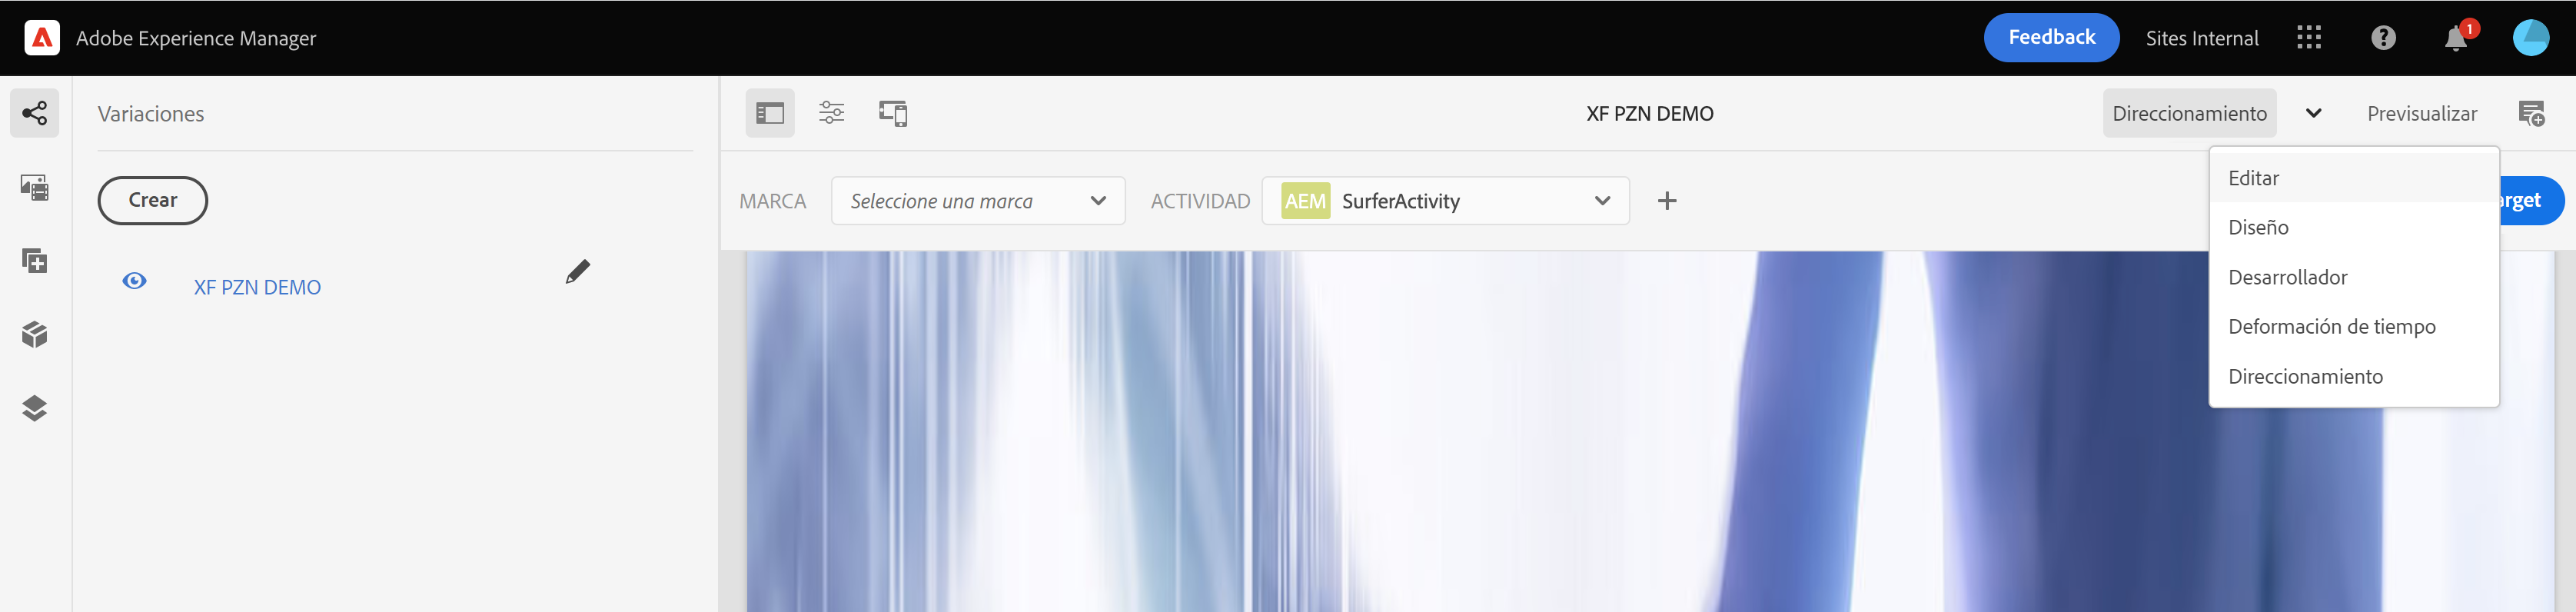 Adobe Experience Manager
Feedback
Sites Internal
1
Variaciones
XF PZN DEMO
Direccionamiento
Previsualizar
Crear
MARCA
Seleccione una marca
ACTIVIDAD
AEM
SurferActivity
arget
XF PZN DEMO
Editar
Diseño
Desarrollador
Deformación de tiempo
Direccionamiento